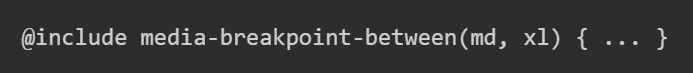 @include media-breakpoint-between(md, xl) { ... }